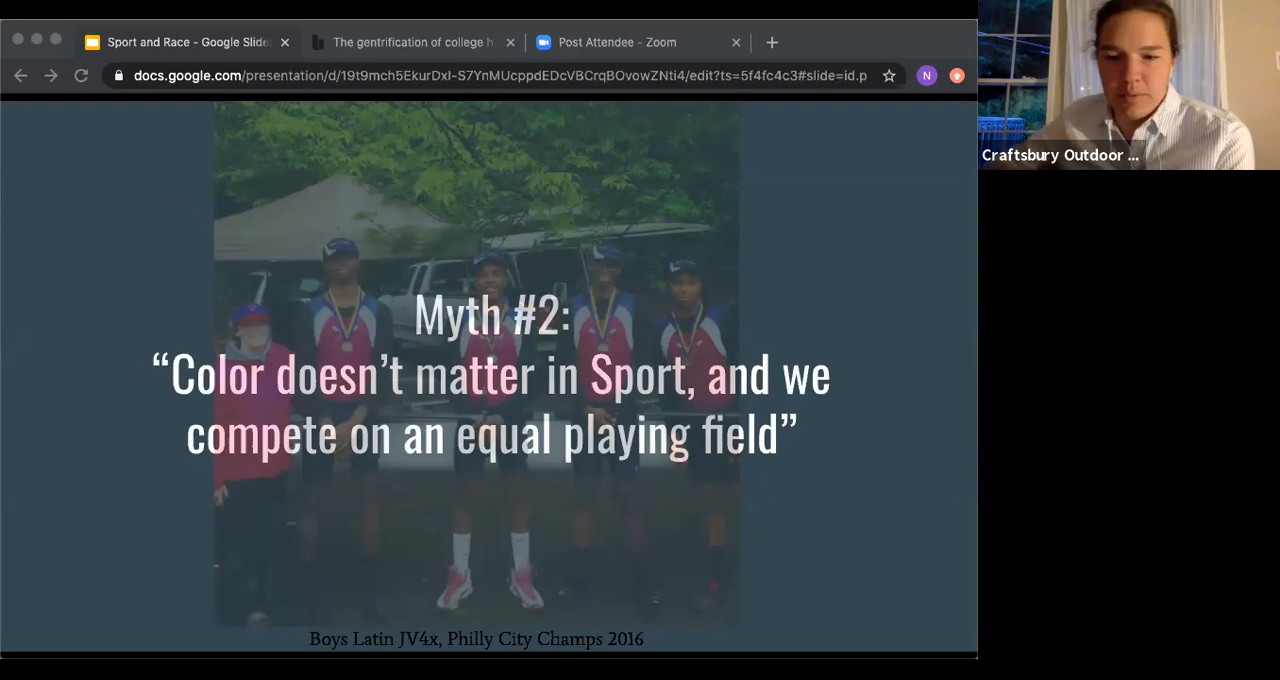 Sport and Race - Google Slide
The gentrification of college h
Post Attendee - Zoom
docs.google.com/presentation/d/19t9mch5EkurDxI-S7YnMUcppdEDcVBCrqBOvowZNti4/edit?ts=5f4fc4c3#slide=id.p
N
Craftsbury Outdoor ...
Myth #2:
“Color doesn’t matter in Sport, and we
compete on an equal playing field”
Boys Latin JV4x, Philly City Champs 2016